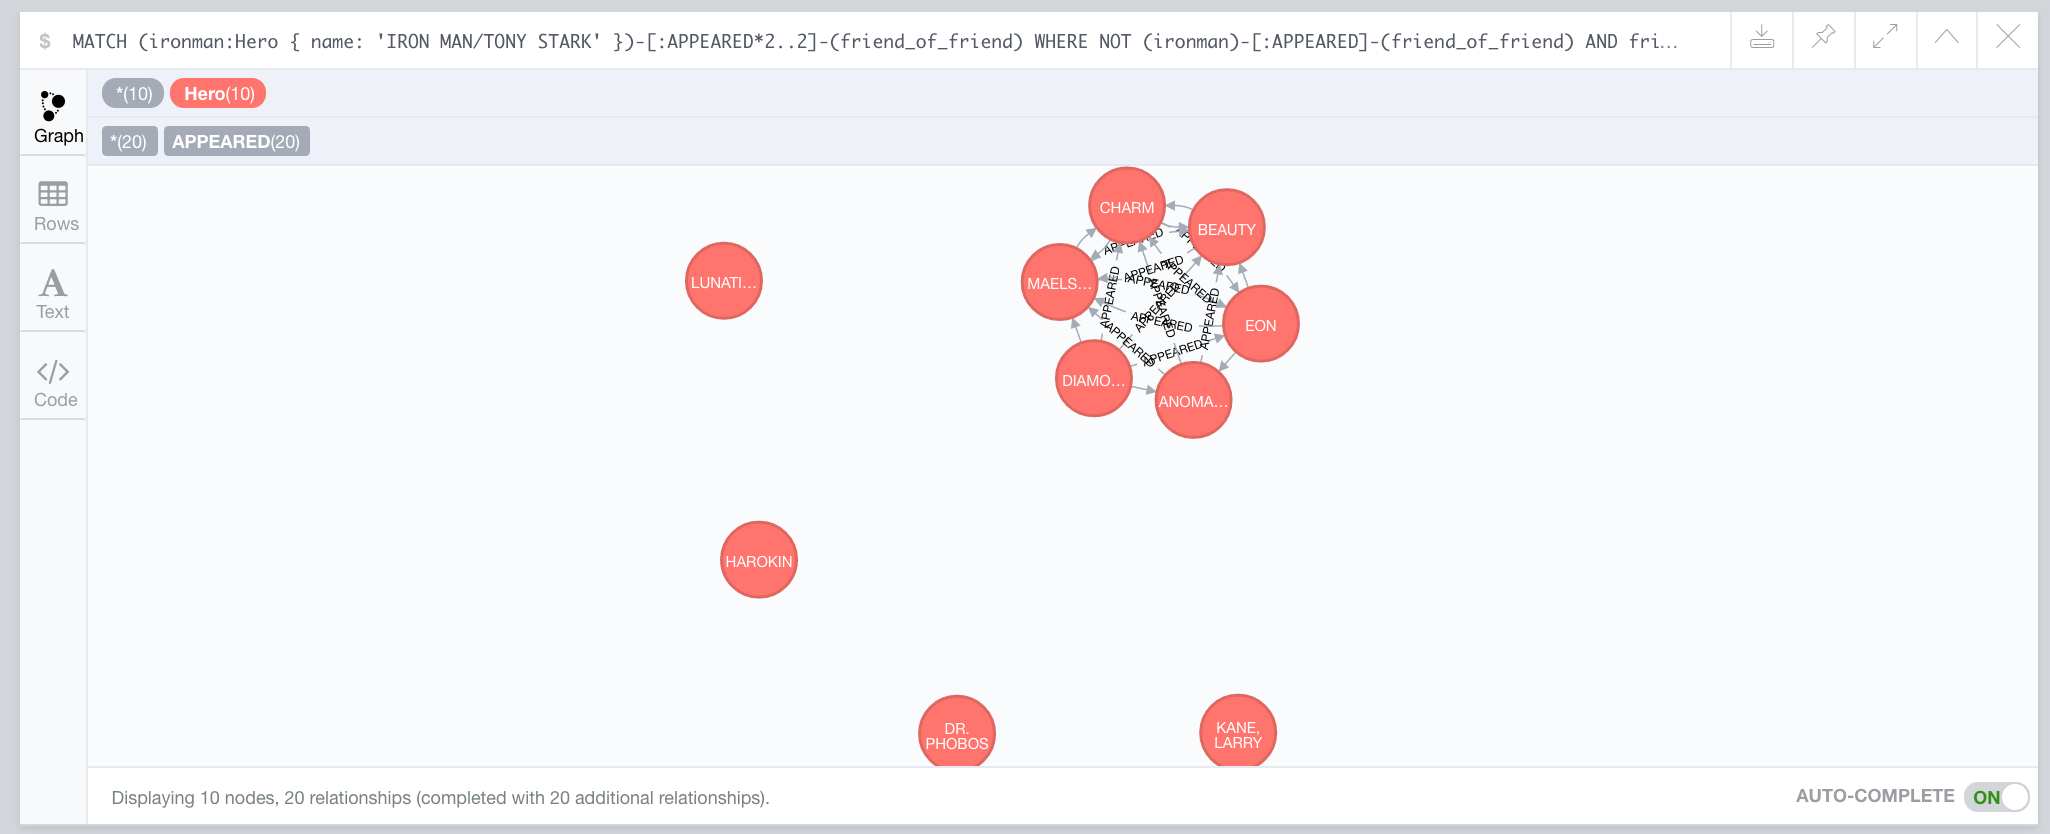 $ MATCH (ironman:Hero { name: 'IRON MAN/TONY STARK' })-[:APPEARED*2..2]-(friend_of_friend) WHERE NOT (ironman)-[:APPEARED]-(friend_of_friend) AND fri...
Graph
Rows
Text
Code
*(10) Hero(10)
*(20) APPEARED(20)
CHARM
BEAUTY
LUNATI...
MAELS...
EON
DIAMO...
ANOMA...
APPEARED
APPEARED
APPEARED
APPEARED
APPEARED
APPEARED
APPEARED
APPEARED
APPEARED
APPEARED
HAROKIN
DR.
PHOBOS
KANE,
LARRY
Displaying 10 nodes, 20 relationships (completed with 20 additional relationships).
AUTO-COMPLETE ON